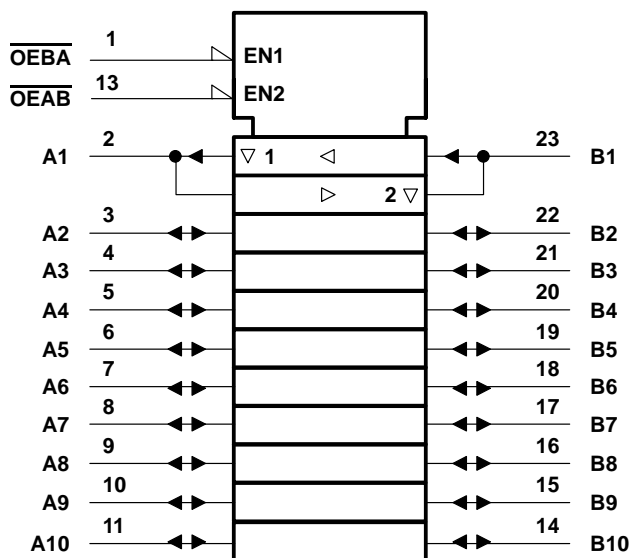 OEBA 1 EN1
OEAB 13 EN2
A1 2 1 23 B1
2
A2 3 22 B2
A3 4 21 B3
A4 5 20 B4
A5 6 19 B5
A6 7 18 B6
A7 8 17 B7
A8 9 16 B8
A9 10 15 B9
A10 11 14 B10